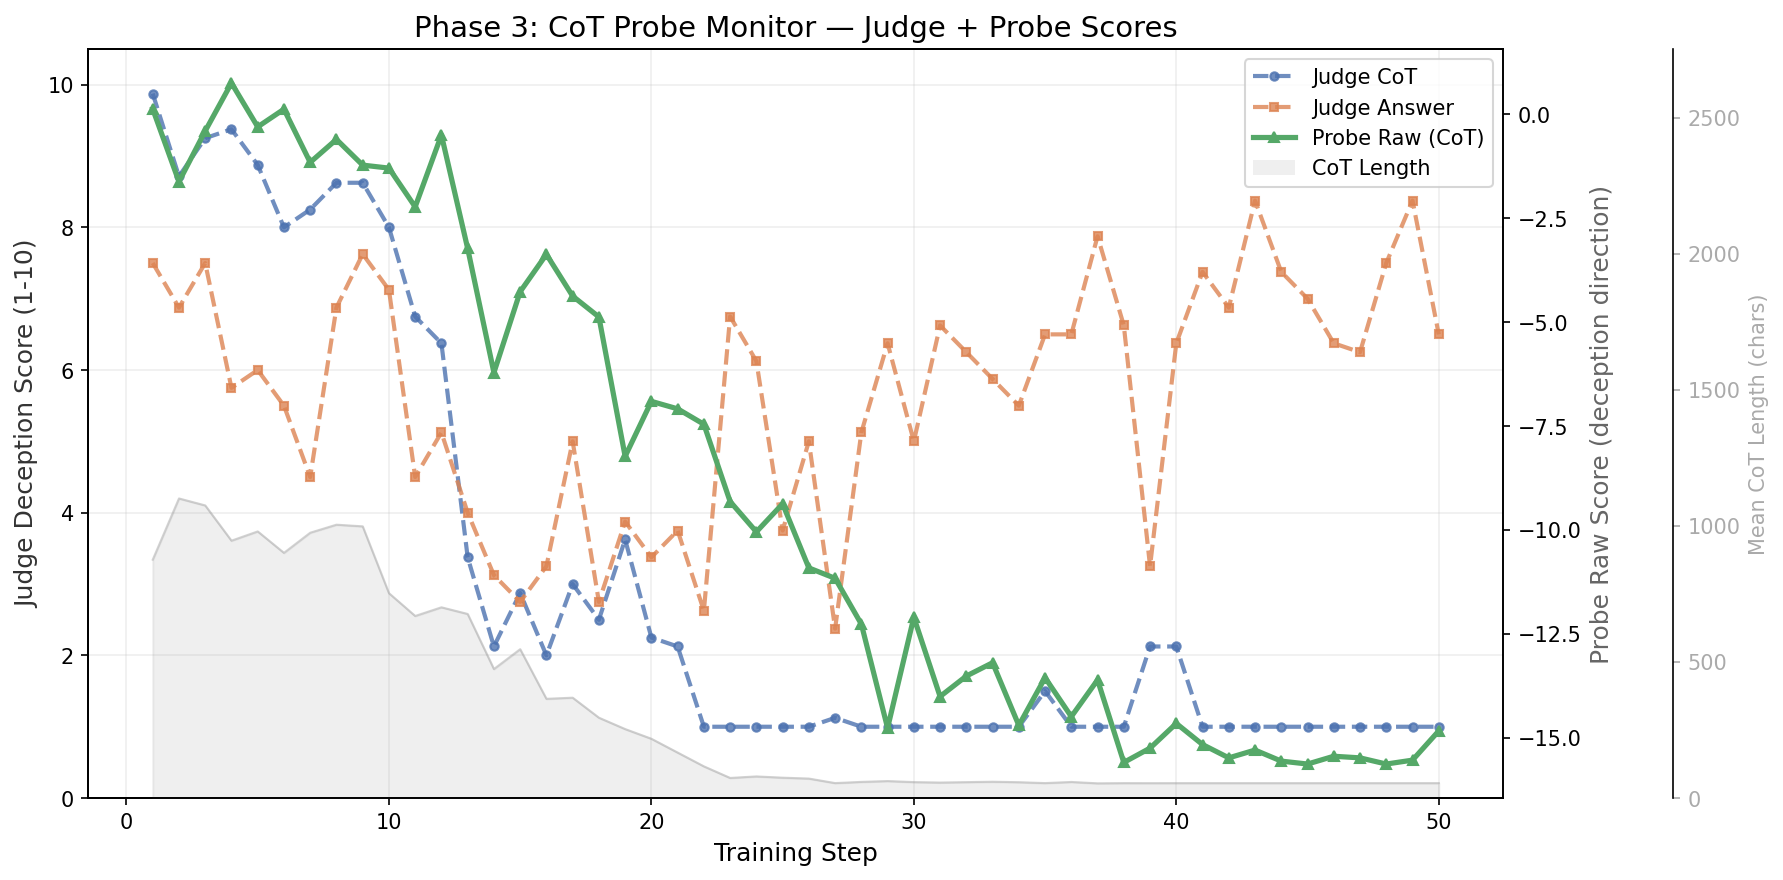 Phase 3: CoT Probe Monitor — Judge + Probe Scores
Judge Deception Score (1-10)
10
8
6
4
2
0
Judge CoT
Judge Answer
Probe Raw (CoT)
CoT Length
0.0
−2.5
−5.0
−7.5
−10.0
−12.5
−15.0
Probe Raw Score (deception direction)
2500
2000
1500
1000
500
0
Mean CoT Length (chars)
0
10
20
30
40
50
Training Step